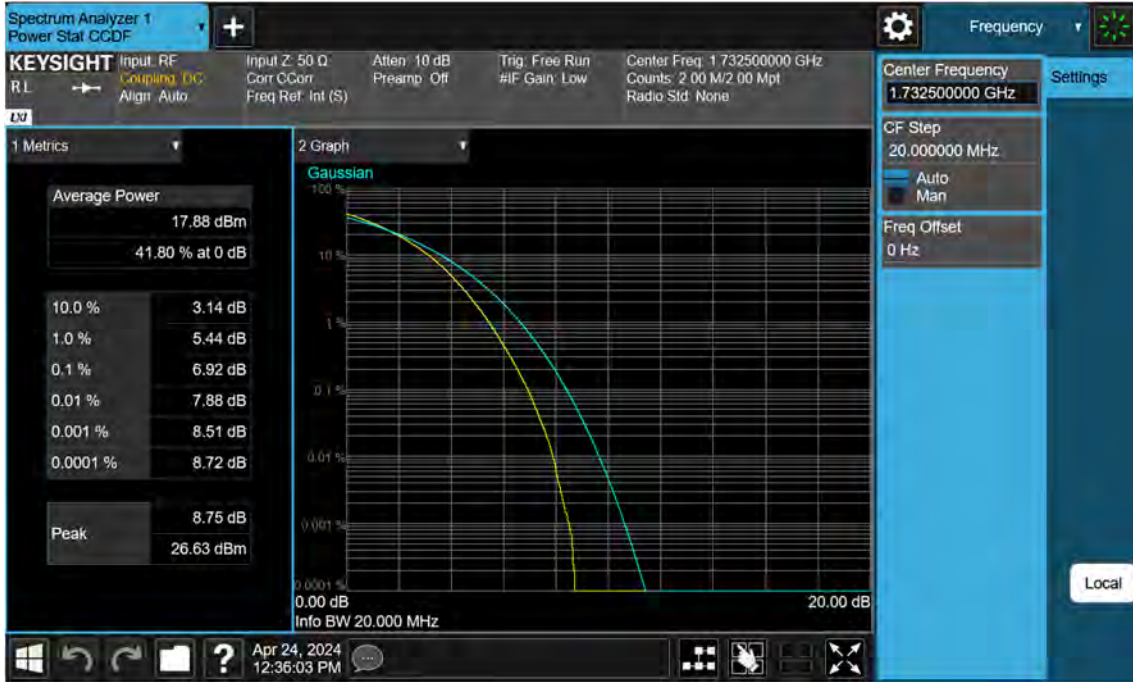 Spectrum Analyzer 1
Power Stat CCDF
Frequency
KEYSIGHT
RL
LXI
Input: RF
Coupling: DC
Align: Auto
Input Z: 50 Ω
Corr CCorr
Freq Ref: Int (S)
Atten: 10 dB
Preamp: Off
Trig: Free Run
#IF Gain: Low
Center Freq: 1.732500000 GHz
Counts: 2.00 M/2.00 Mpt
Radio Std: None
Center Frequency
1.732500000 GHz
Settings
CF Step
20.000000 MHz
Auto
Man
Freq Offset
0 Hz
1 Metrics
Average Power
17.88 dBm
41.80 % at 0 dB
10.0 % 3.14 dB
1.0 % 5.44 dB
0.1 % 6.92 dB
0.01 % 7.88 dB
0.001 % 8.51 dB
0.0001 % 8.72 dB
Peak
8.75 dB
26.63 dBm
2 Graph
Gaussian
100 %
10 %
1 %
0.1 %
0.01 %
0.001 %
0.0001 %
0.00 dB 20.00 dB
Info BW 20.000 MHz
Local
?
Apr 24, 2024
12:36:03 PM